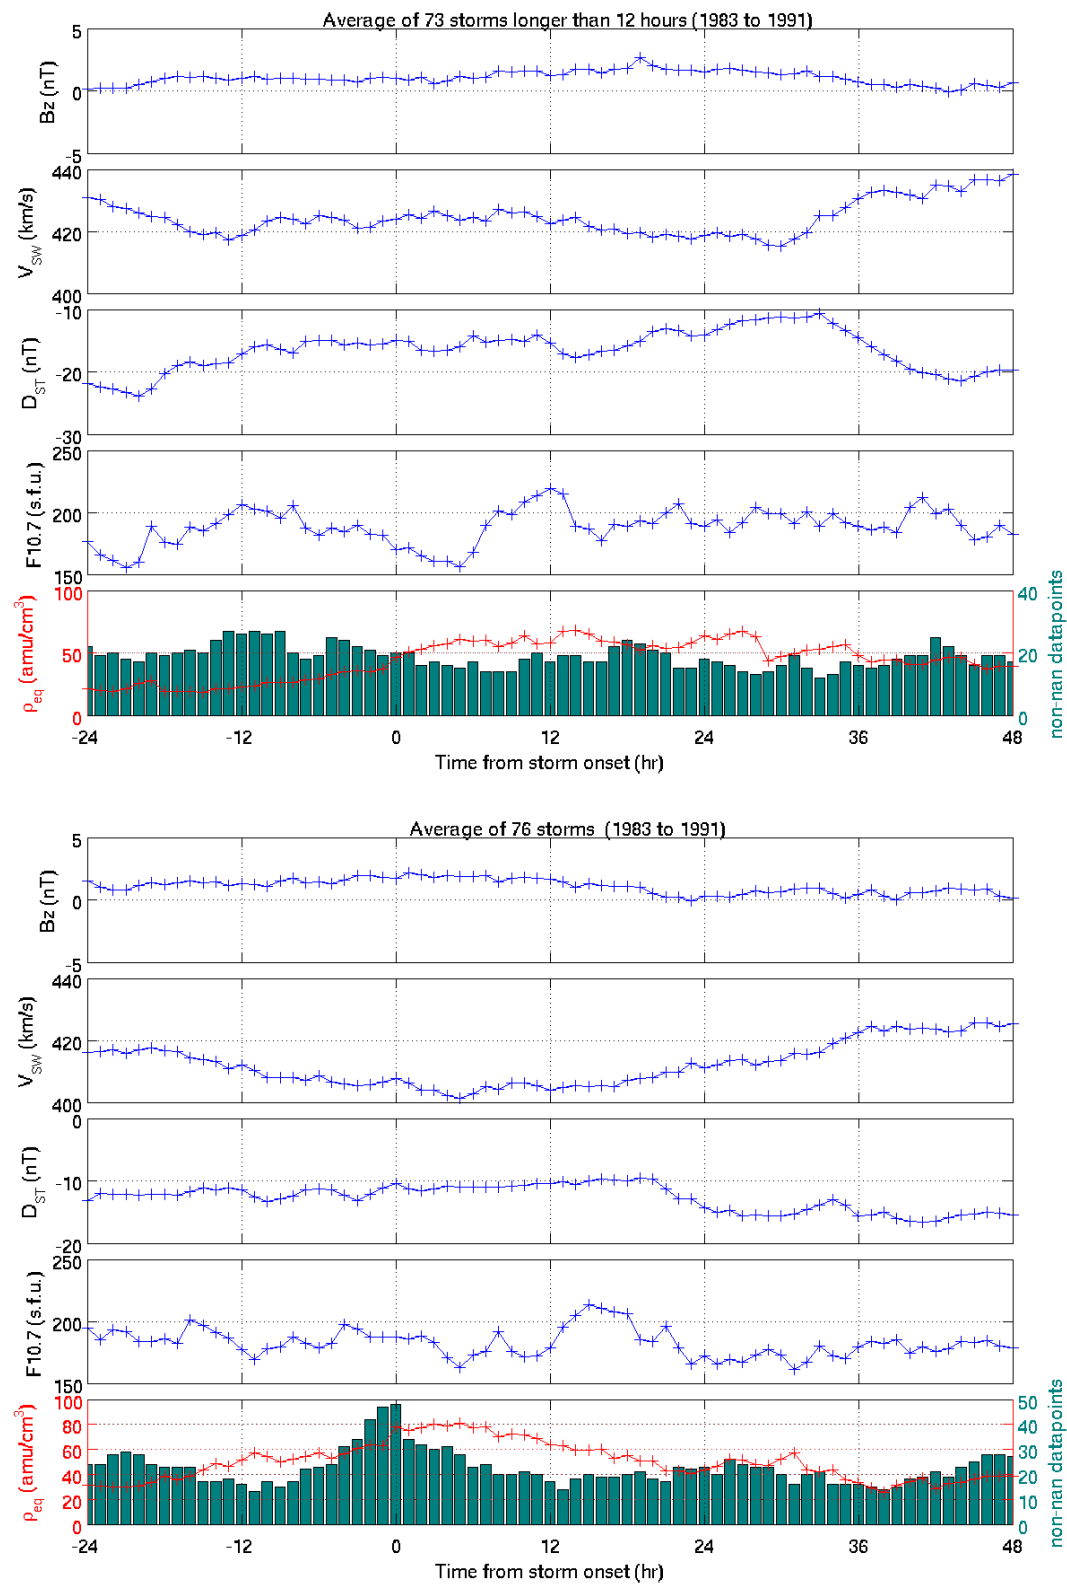 Average of 73 storms longer than 12 hours (1983 to 1991)
5
0
-5
Bz (nT)
440
420
400
V_SW (km/s)
-10
-20
-30
D_ST (nT)
250
200
150
F10.7 (s.f.u.)
100
50
0
ρ_eq (amu/cm^3)
40
20
0
non-nan datapoints
-24 -12 0 12 24 36 48
Time from storm onset (hr)
Average of 76 storms (1983 to 1991)
5
0
-5
Bz (nT)
440
420
400
V_SW (km/s)
0
-10
-20
D_ST (nT)
250
200
150
F10.7 (s.f.u.)
100
80
60
40
20
0
ρ_eq (amu/cm^3)
50
40
30
20
10
0
non-nan datapoints
-24 -12 0 12 24 36 48
Time from storm onset (hr)